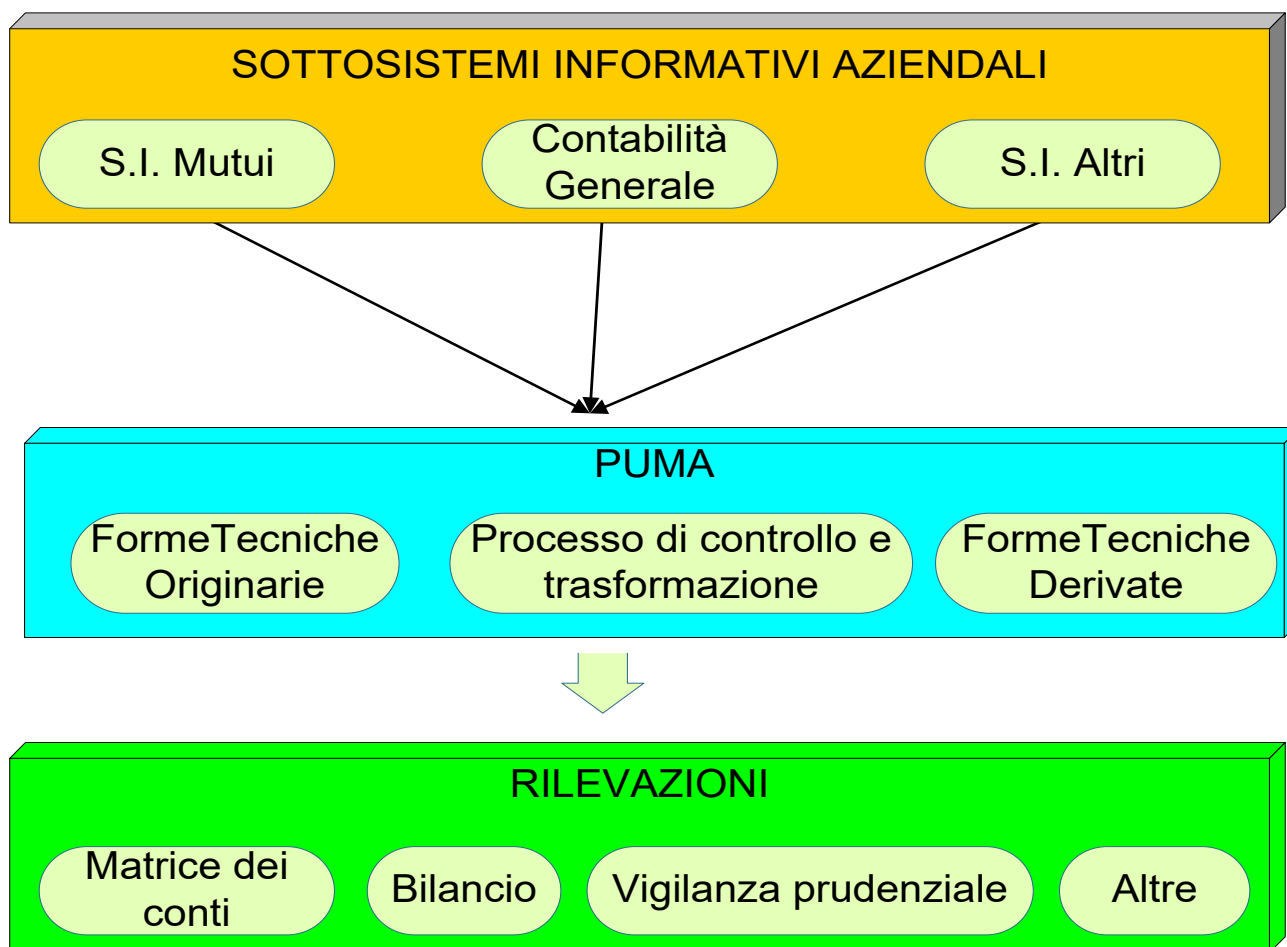 SOTTOSISTEMI INFORMATIVI AZIENDALI
S.I. Mutui
Contabilità
Generale
S.I. Altri
PUMA
FormeTecniche
Originarie
Processo di controllo e
trasformazione
FormeTecniche
Derivate
RILEVAZIONI
Matrice dei
conti
Bilancio
Vigilanza prudenziale
Altre